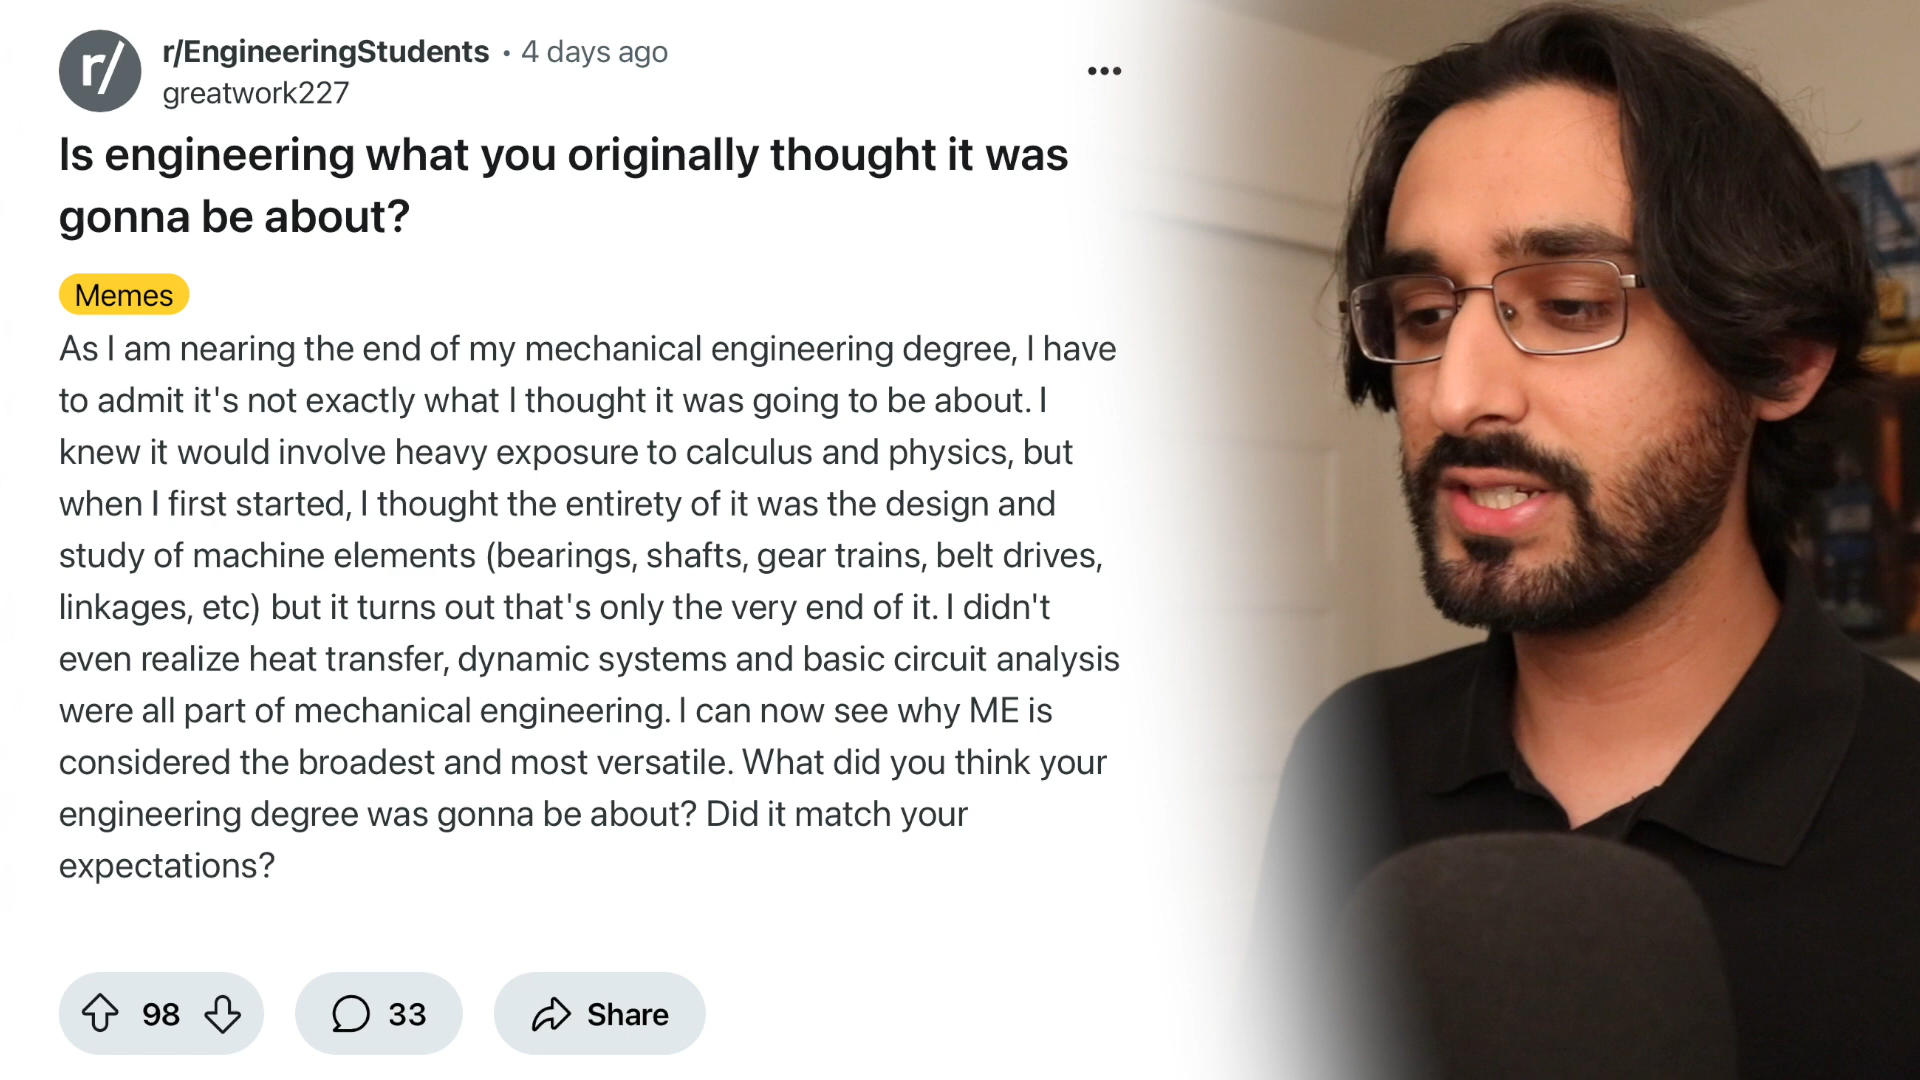 r/
r/EngineeringStudents • 4 days ago
greatwork227
Is engineering what you originally thought it was
gonna be about?
Memes
As I am nearing the end of my mechanical engineering degree, I have
to admit it's not exactly what I thought it was going to be about. I
knew it would involve heavy exposure to calculus and physics, but
when I first started, I thought the entirety of it was the design and
study of machine elements (bearings, shafts, gear trains, belt drives,
linkages, etc) but it turns out that's only the very end of it. I didn't
even realize heat transfer, dynamic systems and basic circuit analysis
were all part of mechanical engineering. I can now see why ME is
considered the broadest and most versatile. What did you think your
engineering degree was gonna be about? Did it match your
expectations?
98
33
Share